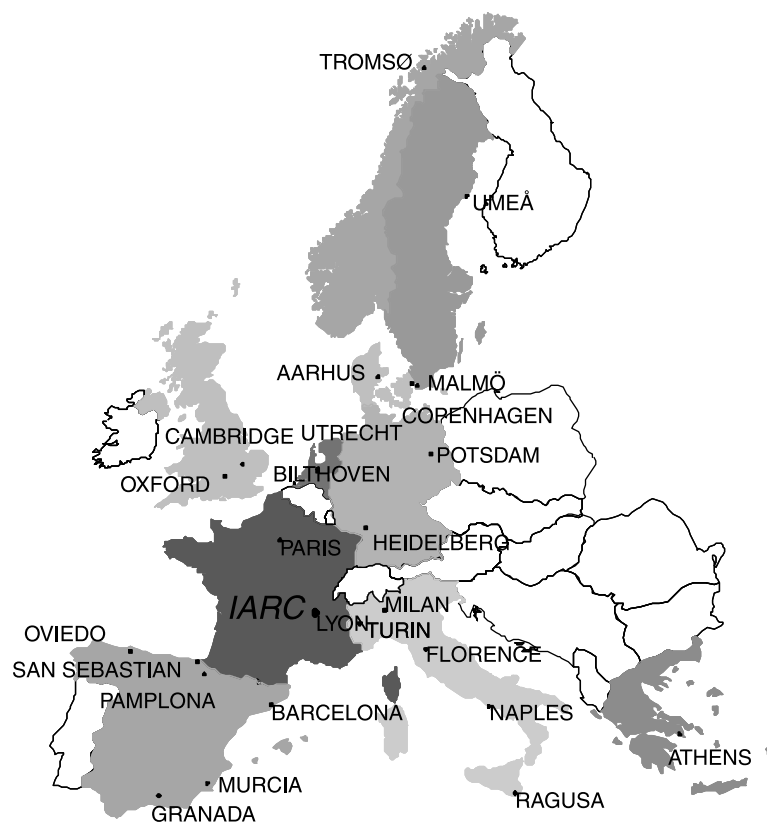 TROMSØ
UMEÅ
AARHUS
MALMÖ
COPENHAGEN
CAMBRIDGE
UTRECHT
POTSDAM
BILTHOVEN
OXFORD
PARIS
HEIDELBERG
IARC
LYON
MILAN
TURIN
OVIEDO
FLORENCE
SAN SEBASTIAN
PAMPLONA
BARCELONA
NAPLES
ATHENS
MURCIA
GRANADA
RAGUSA